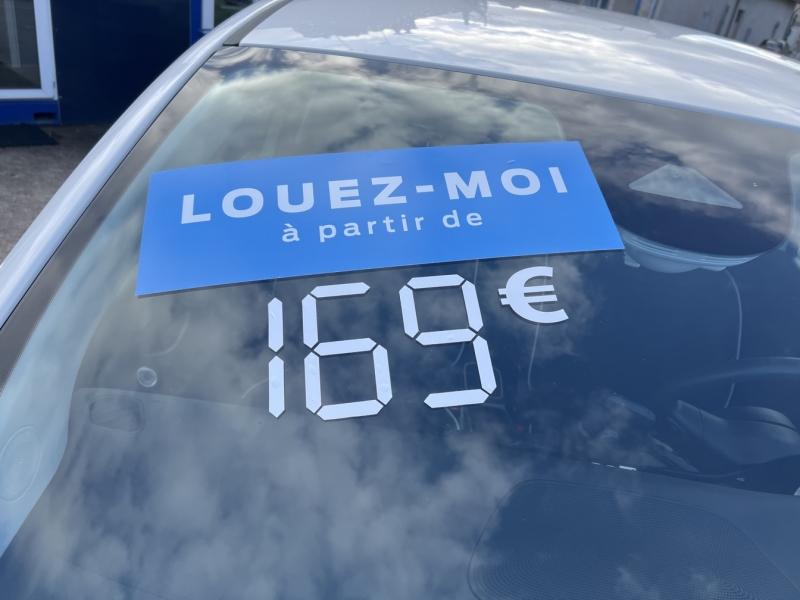 LOUEZ-MOI
à partir de
169€